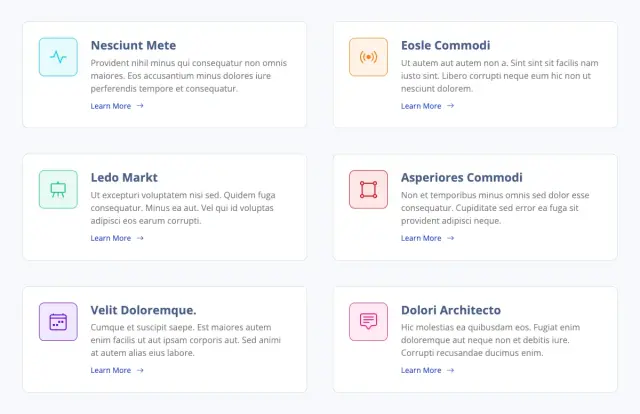 Nesciunt Mete
Provident nihil minus qui consequatur non omnis
maiores. Eos accusantium minus dolores iure
perferendis tempore et consequatur.
Learn More →
Eosle Commodi
Ut autem aut autem non a. Sint sint sit facilis nam
iusto sint. Libero corrupti neque eum hic non ut
nesciunt dolorem.
Learn More →
Ledo Markt
Ut excepturi voluptatem nisi sed. Quidem fuga
consequatur. Minus ea aut. Vel qui id voluptas
adipisci eos earum corrupti.
Learn More →
Asperiores Commodi
Non et temporibus minus omnis sed dolor esse
consequatur. Cupiditate sed error ea fuga sit
provident adipisci neque.
Learn More →
Velit Doloremque.
Cumque et suscipit saepe. Est maiores autem
enim facilis ut aut ipsam corporis aut. Sed animi
at autem alias eius labore.
Learn More →
Dolori Architecto
Hic molestias ea quibusdam eos. Fugiat enim
doloremque aut neque non et debitis iure.
Corrupti recusandae ducimus enim.
Learn More →